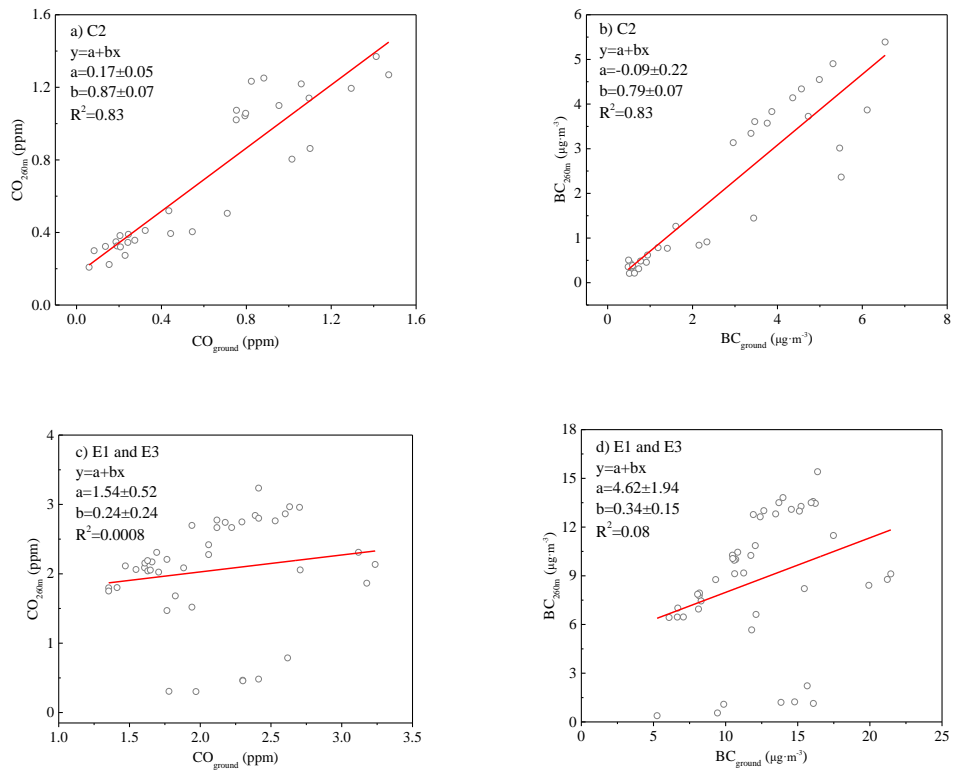 a) C2
y=a+bx
a=0.17±0.05
b=0.87±0.07
R²=0.83
1.6
1.2
0.8
0.4
0.0
0.0 0.4 0.8 1.2 1.6
CO260m (ppm)
COground (ppm)
b) C2
y=a+bx
a=-0.09±0.22
b=0.79±0.07
R²=0.83
6
5
4
3
2
1
0
0 2 4 6 8
BC260m (μg·m-3)
BCground (μg·m-3)
c) E1 and E3
y=a+bx
a=1.54±0.52
b=0.24±0.24
R²=0.0008
4
3
2
1
0
1.0 1.5 2.0 2.5 3.0 3.5
CO260m (ppm)
COground (ppm)
d) E1 and E3
y=a+bx
a=4.62±1.94
b=0.34±0.15
R²=0.08
18
15
12
9
6
3
0
0 5 10 15 20 25
BC260m (μg·m-3)
BCground (μg·m-3)